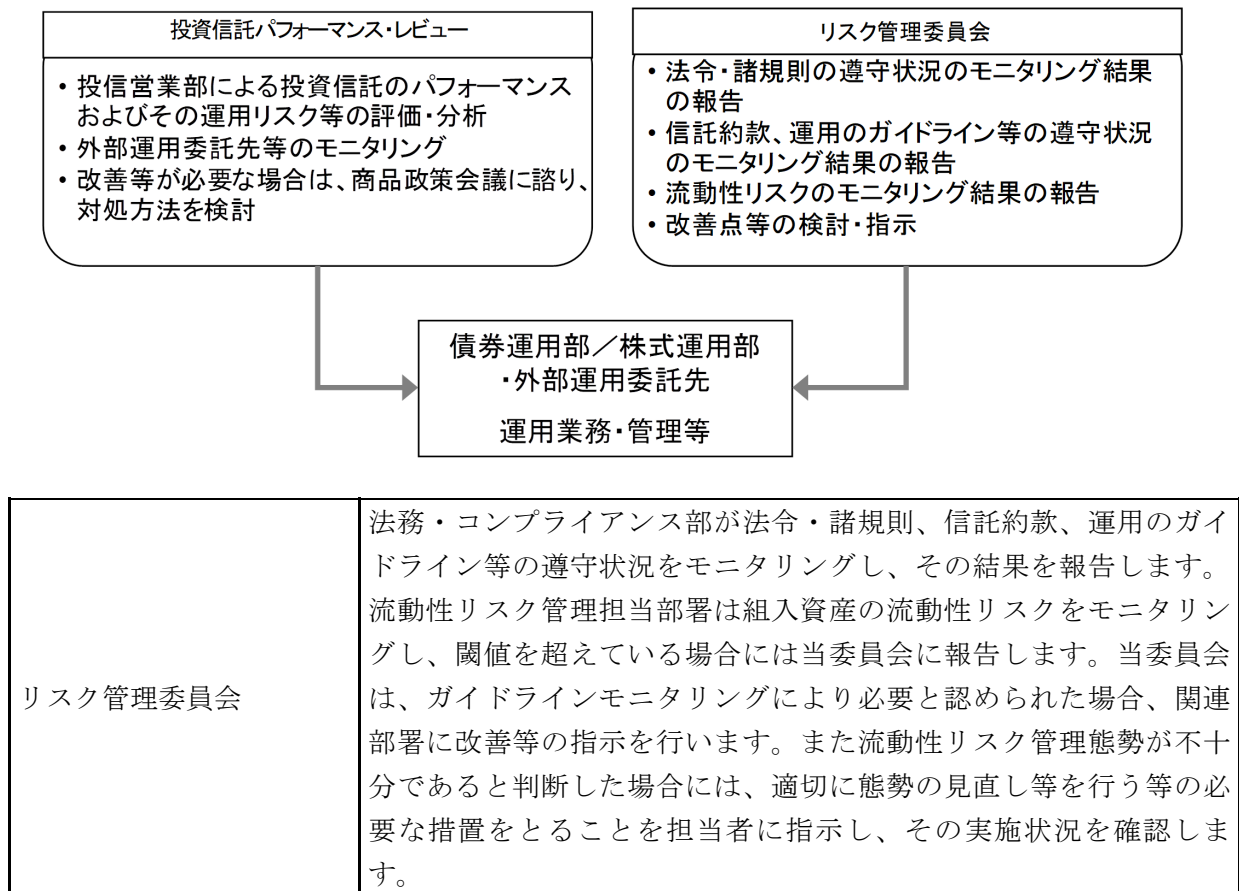 投資信託パフォーマンス・レビュー
・投信営業部による投資信託のパフォーマンス
およびその運用リスク等の評価・分析
・外部運用委託先等のモニタリング
・改善等が必要な場合は、商品政策会議に諮り、
対処方法を検討
リスク管理委員会
・法令・諸規則の遵守状況のモニタリング結果
の報告
・信託約款、運用のガイドライン等の遵守状況
のモニタリング結果の報告
・流動性リスクのモニタリング結果の報告
・改善点等の検討・指示
債券運用部／株式運用部
・外部運用委託先
運用業務・管理等
リスク管理委員会
法務・コンプライアンス部が法令・諸規則、信託約款、運用のガイ
ドライン等の遵守状況をモニタリングし、その結果を報告します。
流動性リスク管理担当部署は組入資産の流動性リスクをモニタリン
グし、閾値を超えている場合には当委員会に報告します。当委員会
は、ガイドラインモニタリングにより必要と認められた場合、関連
部署に改善等の指示を行います。また流動性リスク管理態勢が不十
分であると判断した場合には、適切に態勢の見直し等を行う等の必
要な措置をとることを担当者に指示し、その実施状況を確認しま
す。